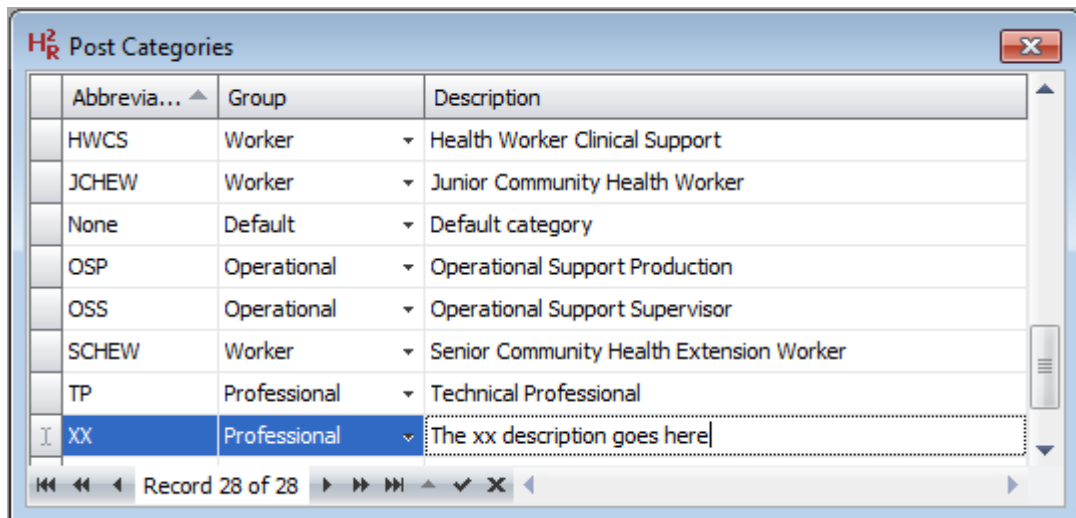 H2R Post Categories
Abbrevia... Group Description
HWCS Worker Health Worker Clinical Support
JCHEW Worker Junior Community Health Worker
None Default Default category
OSP Operational Operational Support Production
OSS Operational Operational Support Supervisor
SCHEW Worker Senior Community Health Extension Worker
TP Professional Technical Professional
XX Professional The xx description goes here
Record 28 of 28